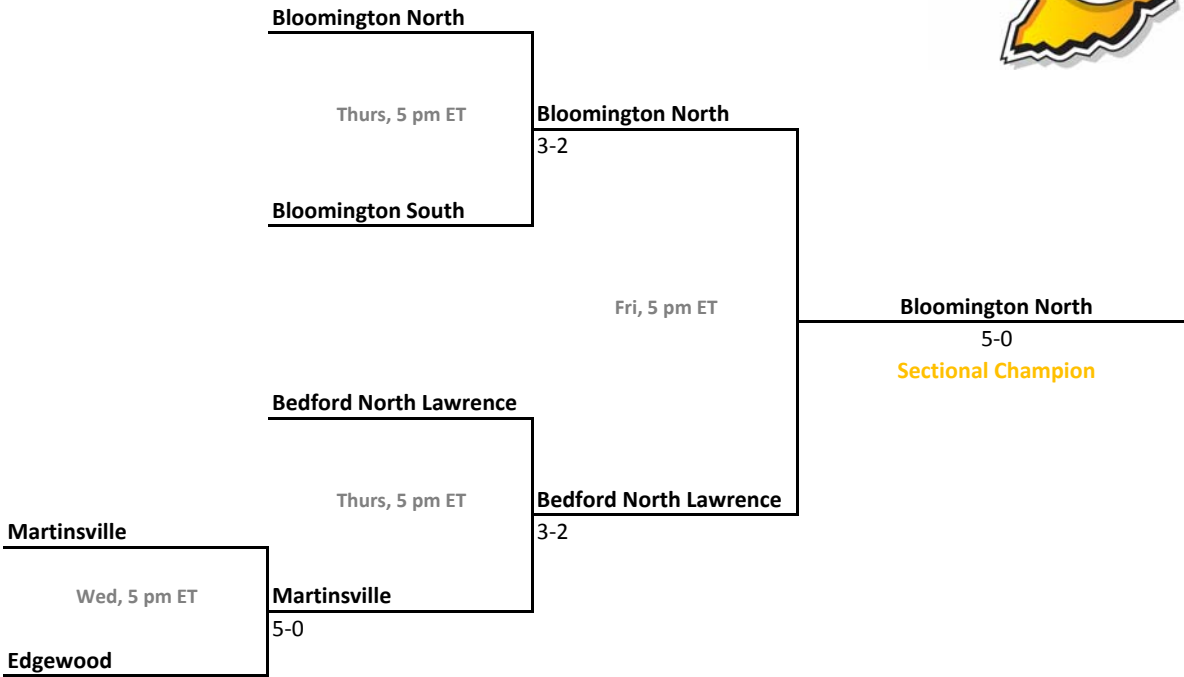 Bloomington North
Thurs, 5 pm ET
Bloomington North
3-2
Bloomington South
Fri, 5 pm ET
Bloomington North
5-0
Sectional Champion
Bedford North Lawrence
Thurs, 5 pm ET
Bedford North Lawrence
3-2
Martinsville
Wed, 5 pm ET
Martinsville
5-0
Edgewood